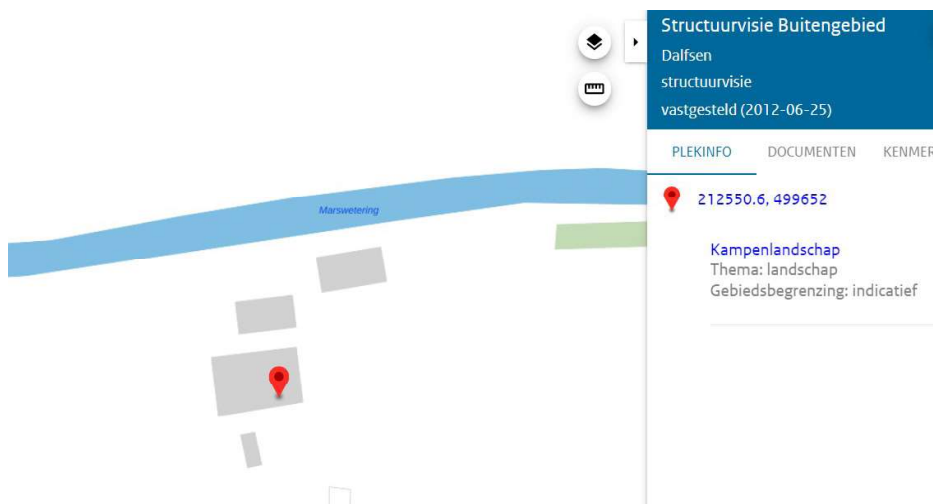 Structuurvisie Buitengebied
Dalfsen
structuurvisie
vastgesteld (2012-06-25)
PLEKINFO DOCUMENTEN KENMER
212550.6, 499652
Kampenlandschap
Thema: landschap
Gebiedsbegrenzing: indicatief
Marswetering